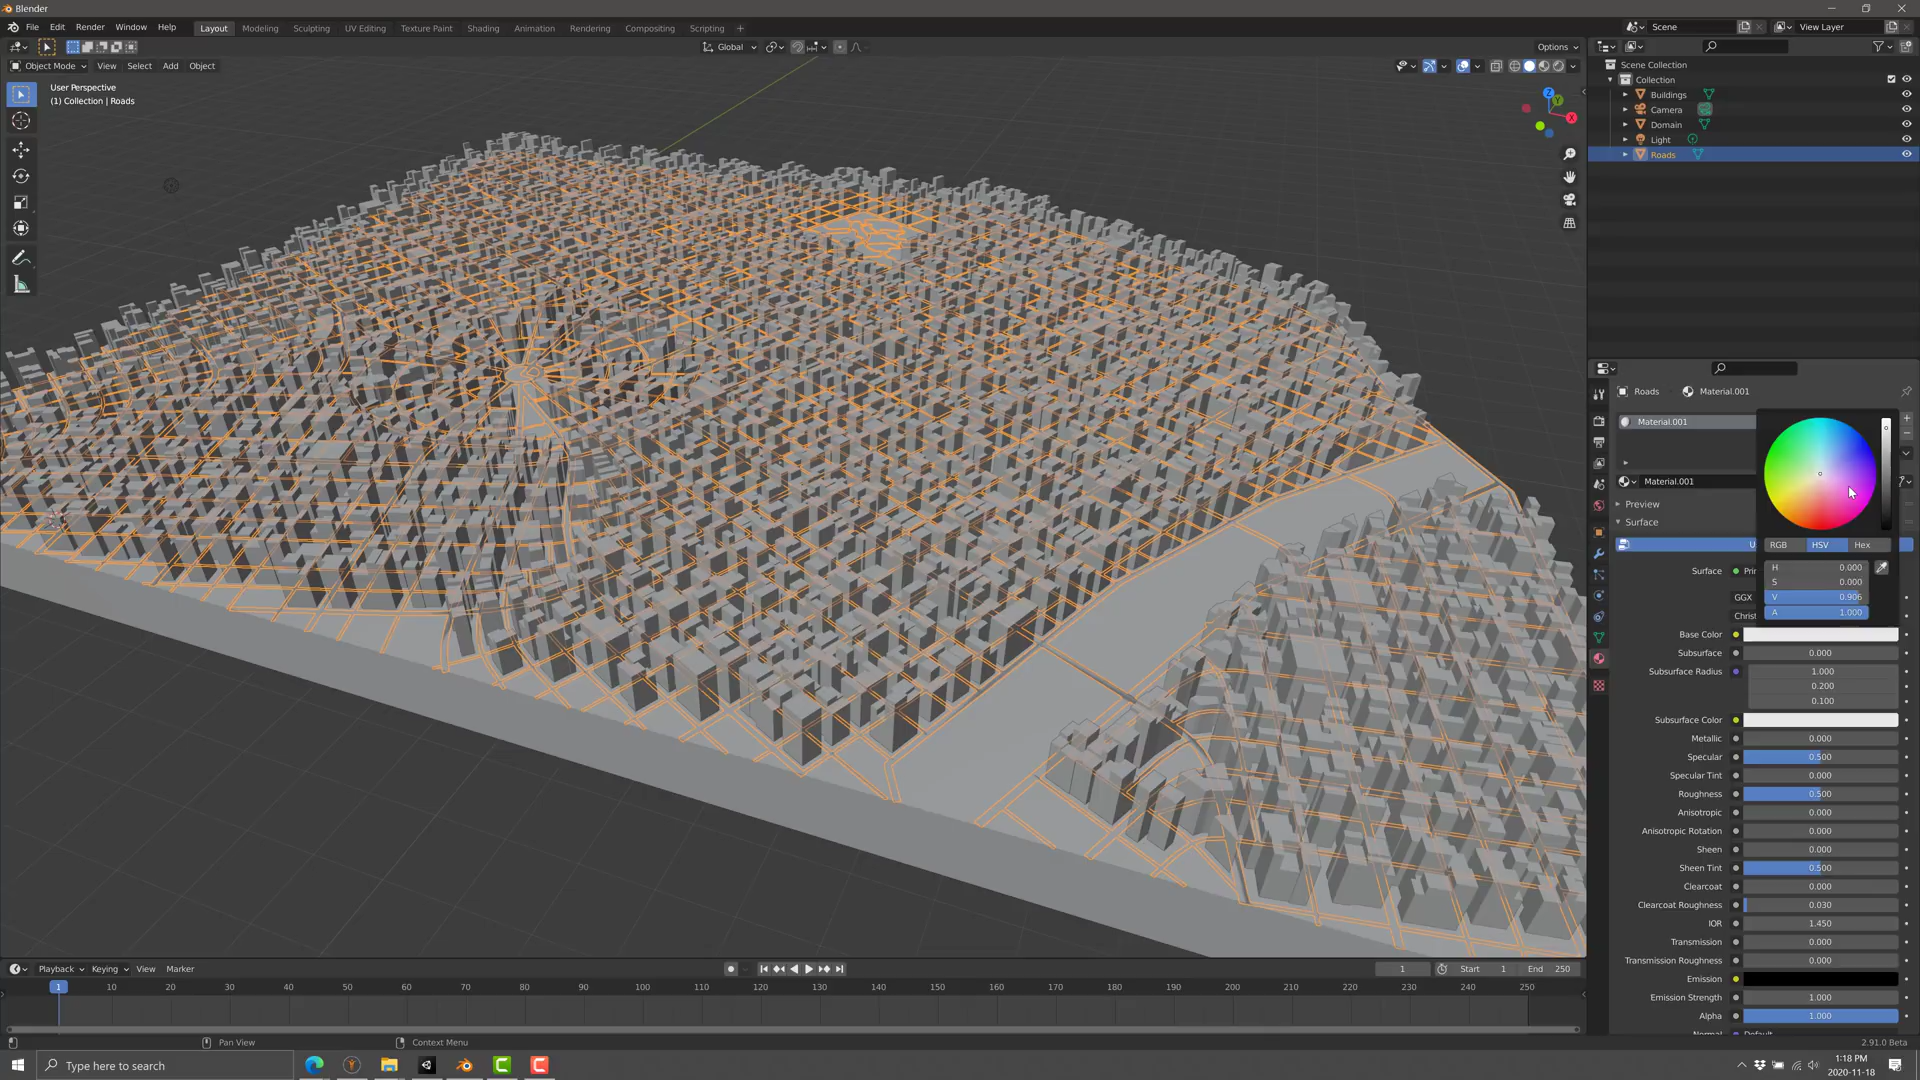 Blender
File Edit Render Window Help Layout Modeling Sculpting UV Editing Texture Paint Shading Animation Rendering Compositing Scripting + Scene View Layer
Global Options
Object Mode View Select Add Object
User Perspective
(1) Collection | Roads
Z
Y
X
Scene Collection
Collection
Buildings
Camera
Domain
Light
Roads
Roads Material.001
Material.001
Material.001
Preview
Surface
RGB HSV Hex
H 0.000
S 0.000
V 0.906
A 1.000
U
Surface Prin
GGX
Christ
Base Color
Subsurface 0.000
Subsurface Radius 1.000
0.200
0.100
Subsurface Color
Metallic 0.000
Specular 0.500
Specular Tint 0.000
Roughness 0.500
Anisotropic 0.000
Anisotropic Rotation 0.000
Sheen 0.000
Sheen Tint 0.500
Clearcoat 0.000
Clearcoat Roughness 0.030
IOR 1.450
Transmission 0.000
Transmission Roughness 0.000
Emission
Emission Strength 1.000
Alpha 1.000
Playback Keying View Marker 1 Start 1 End 250
1 10 20 30 40 50 60 70 80 90 100 110 120 130 140 150 160 170 180 190 200 210 220 230 240 250
Pan View Context Menu 2.91.0 Beta
Type here to search
1:18 PM
2020-11-18